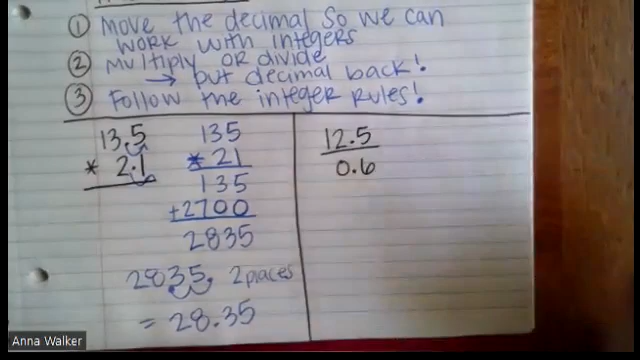 ① Move the decimal so we can
work with integers
② Multiply or divide
→ put decimal back!
③ Follow the integer rules!
13.5
* 2.1
135
* 21
135
+2700
2835
2835. 2 places
= 28.35
12.5
0.6
Anna Walker